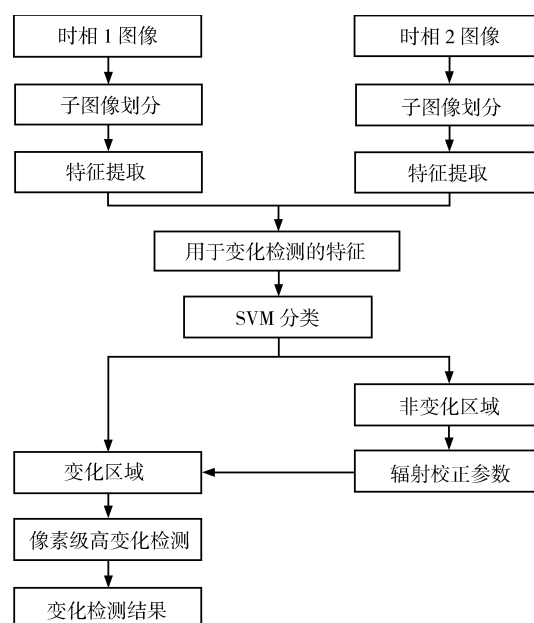 时相1图像
时相2图像
子图像划分
子图像划分
特征提取
特征提取
用于变化检测的特征
SVM 分类
非变化区域
变化区域
辐射校正参数
像素级高变化检测
变化检测结果